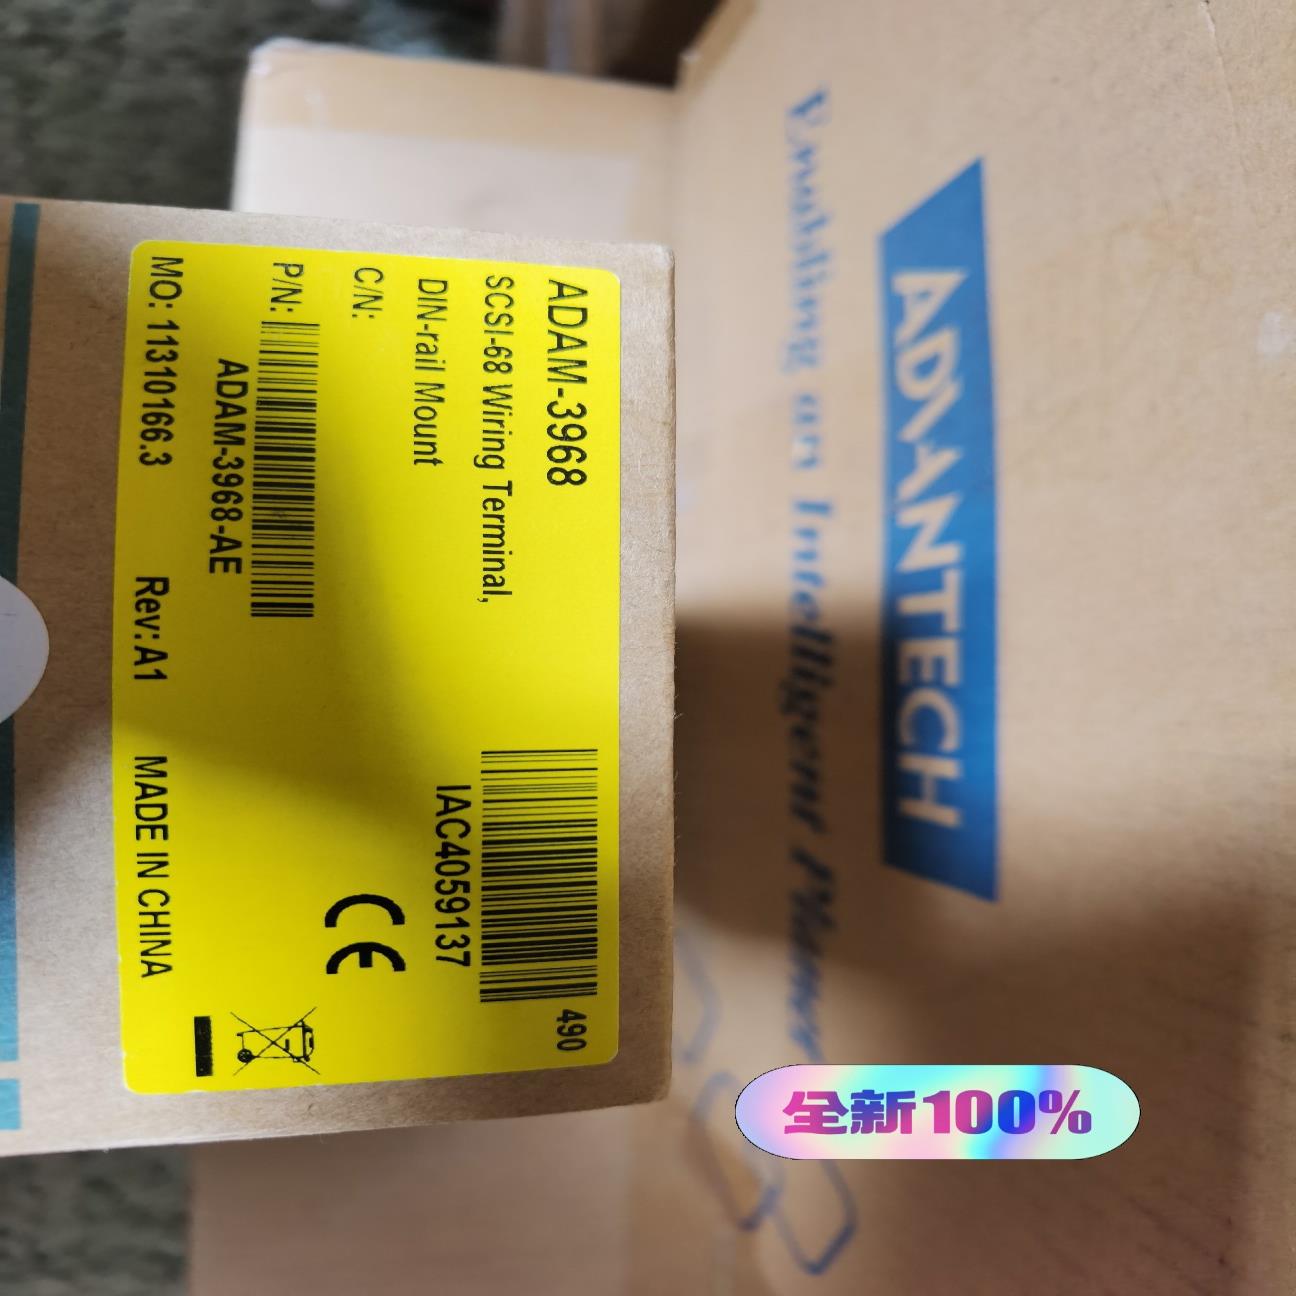 ADAM-3968
SCSI-68 Wiring Terminal,
DIN-rail Mount
C/N:
P/N:
ADAM-3968-AE
MO: 11310166.3 Rev:A1 MADE IN CHINA
490
IAC4059137
CE
ADVANTECH
Enabling an Intelligent Planet
全新100%